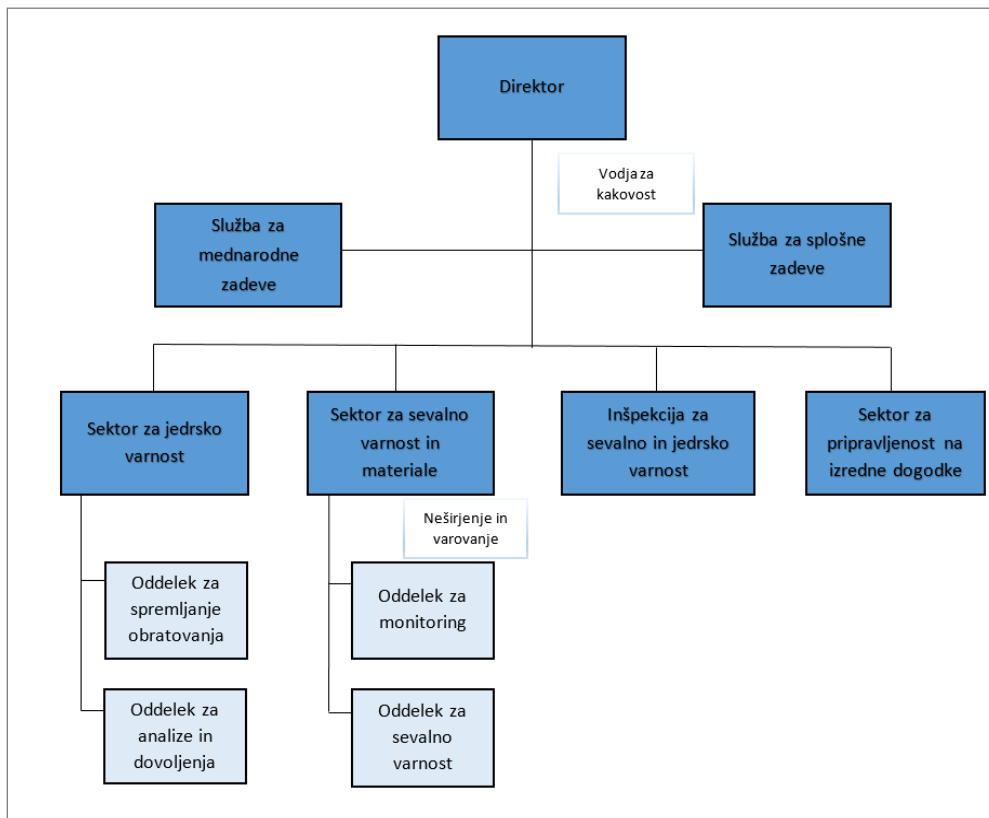 Direktor
Vodja za
kakovost
Služba za
mednarodne
zadeve
Služba za splošne
zadeve
Sektor za jedrsko
varnost
Sektor za sevalno
varnost in
materiale
Inšpekcija za
sevalno in jedrsko
varnost
Sektor za
pripravljenost na
izredne dogodke
Neširjenje in
varovanje
Oddelek za
spremljanje
obratovanja
Oddelek za
monitoring
Oddelek za
analize in
dovoljenja
Oddelek za
sevalno
varnost